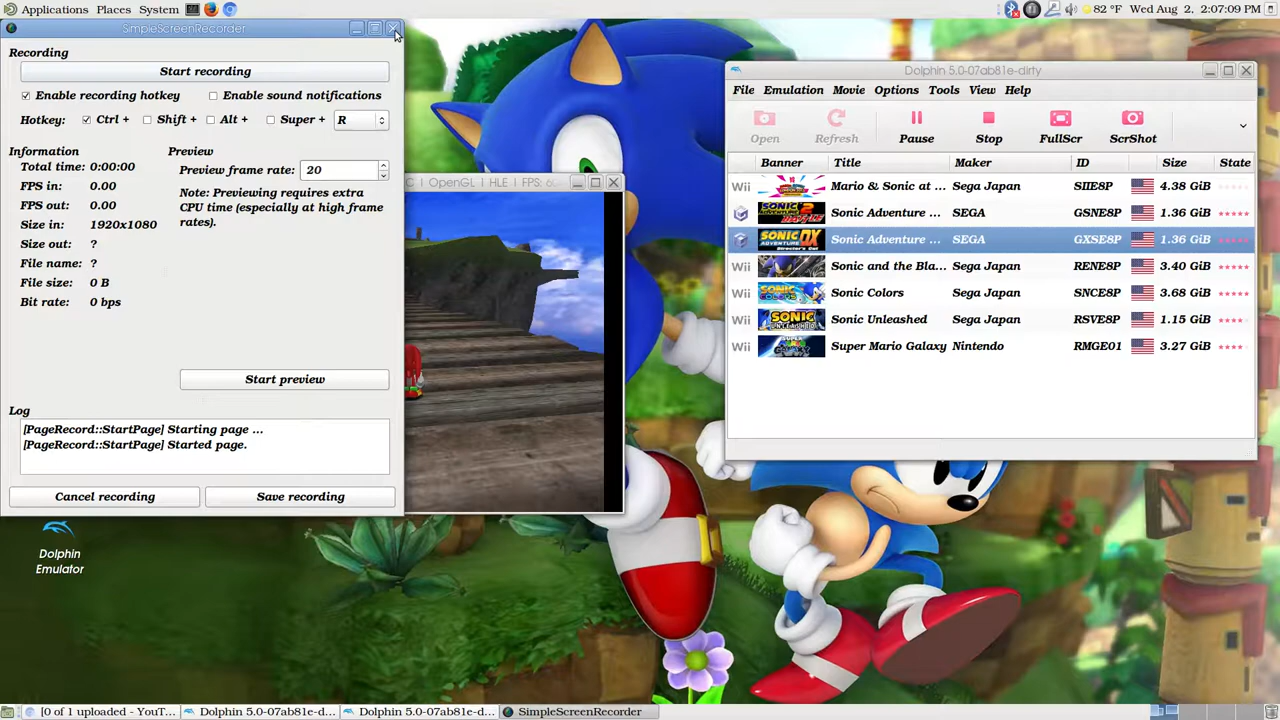 Applications Places System
82 °F Wed Aug 2, 2:07:09 PM
SimpleScreenRecorder
Recording
Start recording
Enable recording hotkey Enable sound notifications
Hotkey: Ctrl + Shift + Alt + Super + R
Information
Total time: 0:00:00
FPS in: 0.00
FPS out: 0.00
Size in: 1920x1080
Size out: ?
File name: ?
File size: 0 B
Bit rate: 0 bps
Preview
Preview frame rate: 20
Note: Previewing requires extra
CPU time (especially at high frame
rates).
Start preview
Log
[PageRecord::StartPage] Starting page ...
[PageRecord::StartPage] Started page.
Cancel recording Save recording
OpenGL | HLE | FPS:
Dolphin 5.0-07ab81e-dirty
File Emulation Movie Options Tools View Help
Open Refresh Pause Stop FullScr ScrShot
Banner Title Maker ID Size State
Wii Mario & Sonic at ... Sega Japan SIIE8P 4.38 GiB
Sonic Adventure ... SEGA GSNE8P 1.36 GiB
SONIC ADVENTURE DX Sonic Adventure ... SEGA GXSE8P 1.36 GiB
Wii Sonic and the Bla... Sega Japan RENE8P 3.40 GiB
Wii SONIC COLORS Sonic Colors Sega Japan SNCE8P 3.68 GiB
Wii SONIC UNLEASHED Sonic Unleashed Sega Japan RSVE8P 1.15 GiB
Wii SUPER MARIO GALAXY Super Mario Galaxy Nintendo RMGE01 3.27 GiB
Dolphin
Emulator
[0 of 1 uploaded - YouT... Dolphin 5.0-07ab81e-d... Dolphin 5.0-07ab81e-d... SimpleScreenRecorder